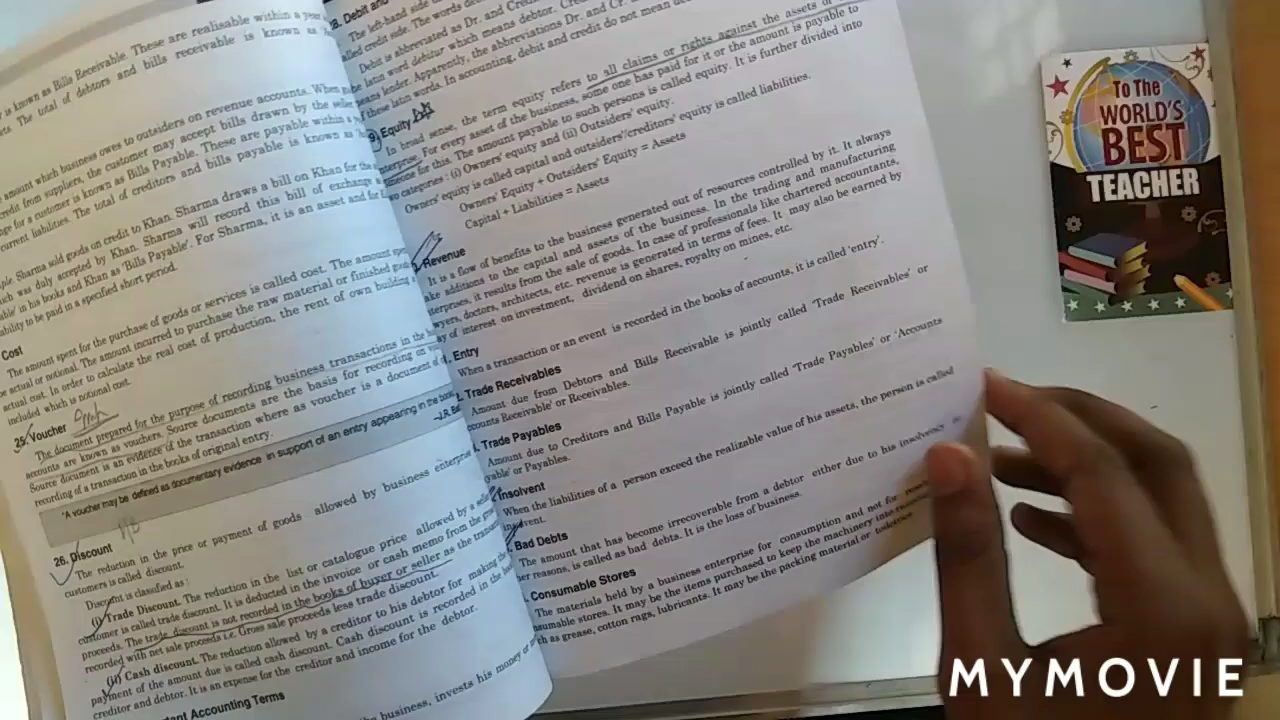 r is known as Bills Receivable. These are realisable within a year
ets. The total of debtors and bills receivable is known as
amount which business owes to outsiders on revenue accounts. When
credit from suppliers, the customer may accept bills drawn by the seller
nge for a customer is known as Bills Payable. These are payable within a
current liabilities. The total of creditors and bills payable is known as
ple. Sharma sold goods on credit to Khan. Sharma draws a bill on Khan for the
ch was duly accepted by Khan. Sharma will record this bill of exchange
able' in his books and Khan as 'Bills Payable'. For Sharma, it is an asset and for
ability to be paid in a specified short period.
Cost
The amount spent for the purchase of goods or services is called cost. The amount
be actual or notional. The amount incurred to purchase the raw material or finished goods
actual cost. In order to calculate the real cost of production, the rent of own building
included which is notional cost.
25. Voucher
The document prepared for the purpose of recording business transactions in the
accounts are known as vouchers. Source documents are the basis for recording on
Source document is an evidence of the transaction where as voucher is a document
recording of a transaction in the books of original entry.
"A voucher may be defined as documentary evidence in support of an entry appearing in the
26. Discount
The reduction in the price or payment of goods allowed by business enterprise
customers is called discount.
Discount is classified as :
(i) Trade Discount. The reduction in the list or catalogue price allowed by a
customer is called trade discount. It is deducted in the invoice or cash memo from the
proceeds. The trade discount is not recorded in the books of buyer or seller as the
recorded with net sale proceeds i.e. Gross sale proceeds less trade discount.
(ii) Cash discount. The reduction allowed by a creditor to his debtor for making
payment of the amount due is called cash discount. Cash discount is recorded in the
creditor and debtor. It is an expense for the creditor and income for the debtor.
Accounting Terms
business, invests his money
28. Debit and
The left-hand side
credit side. The words
Debit is abbreviated as Dr. and
latin word debitur which means debtor.
means lender. Apparently, the abbreviations Dr. and Cr.
these latin words. In accounting, debit and credit do not mean
Equity
In broad sense, the term equity refers to all claims or rights against the assets of
enterprise. For every asset of the business, some one has paid for it or the amount is payable to
someone for this. The amount payable to such persons is called equity. It is further divided into
categories : (i) Owners' equity and (ii) Outsiders' equity.
Owners' equity is called capital and outsiders'/creditors' equity is called liabilities.
Owners' Equity + Outsiders' Equity = Assets
Capital + Liabilities = Assets
Revenue
It is a flow of benefits to the business generated out of resources controlled by it. It always
make additions to the capital and assets of the business. In the trading and manufacturing
enterprises, it results from the sale of goods. In case of professionals like chartered accountants,
lawyers, doctors, architects, etc. revenue is generated in terms of fees. It may also be earned by
way of interest on investment, dividend on shares, royalty on mines, etc.
Entry
When a transaction or an event is recorded in the books of accounts, it is called 'entry'.
Trade Receivables
Amount due from Debtors and Bills Receivable is jointly called 'Trade Receivables' or
counts Receivable' or Receivables.
Trade Payables
Amount due to Creditors and Bills Payable is jointly called 'Trade Payables' or 'Accounts
yable' or Payables.
Insolvent
When the liabilities of a person exceed the realizable value of his assets, the person is called
vent.
Bad Debts
The amount that has become irrecoverable from a debtor either due to his insolvency
her reasons, is called as bad debts. It is the loss of business.
Consumable Stores
The materials held by a business enterprise for consumption and not for
sumable stores. It may be the items purchased to keep the machinery into
ch as grease, cotton rags, lubricants. It may be the packing material or
To The
WORLD'S
BEST
TEACHER
MYMOVIE